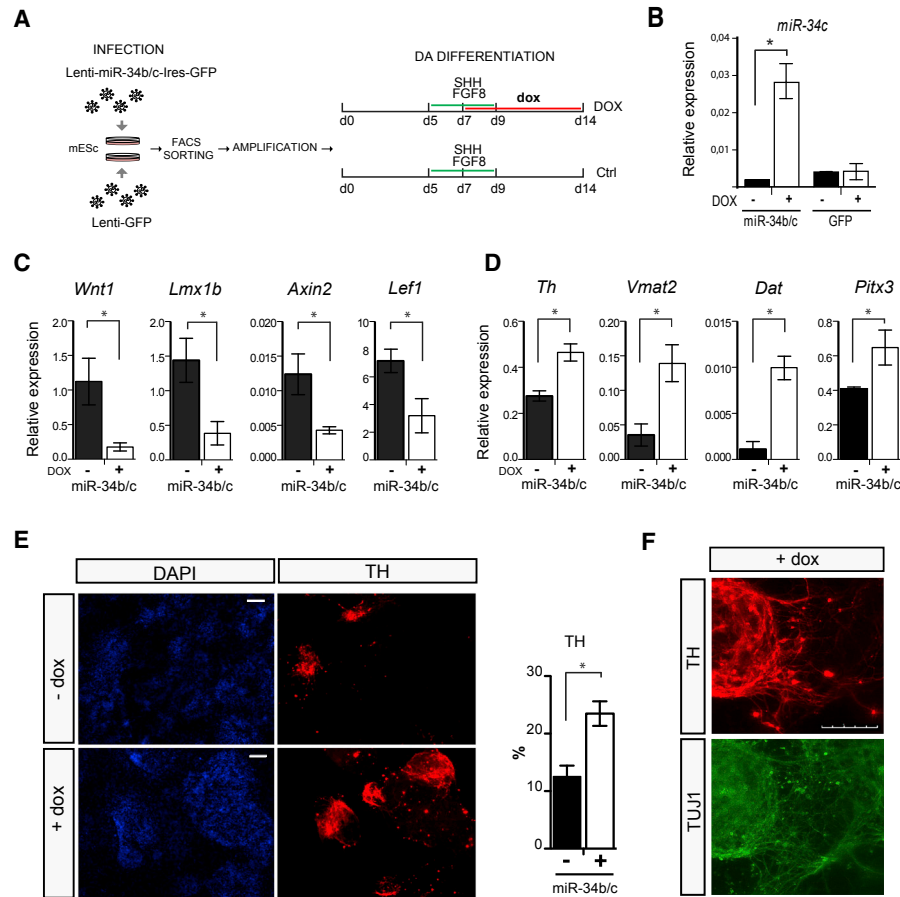 A
INFECTION
Lenti-miR-34b/c-Ires-GFP
mESc
FACS
SORTING
AMPLIFICATION
Lenti-GFP
DA DIFFERENTIATION
SHH
FGF8
dox
DOX
d0 d5 d7 d9 d14
SHH
FGF8
Ctrl
d0 d5 d7 d9 d14
B
miR-34c
Relative expression
0,04
0,03
0,02
0,01
0,00
*
DOX - + - +
miR-34b/c GFP
C
Wnt1 Lmx1b Axin2 Lef1
Relative expression
2.0
1.5
1.0
0.5
0.0
*
2.0
1.5
1.0
0.5
0.0
*
0.020
0.015
0.010
0.005
0.000
*
10
8
6
4
2
0
*
DOX - + - + - + - +
miR-34b/c miR-34b/c miR-34b/c miR-34b/c
D
Th Vmat2 Dat Pitx3
0.6
0.4
0.2
0.0
*
0.20
0.15
0.10
0.05
0.00
*
0.015
0.010
0.005
0.000
*
0.8
0.6
0.4
0.2
0.0
*
DOX - + - + - + - +
miR-34b/c miR-34b/c miR-34b/c miR-34b/c
E
DAPI TH
- dox
+ dox
TH
%
30
20
10
0
*
- +
miR-34b/c
F
+ dox
TH
TUJ1